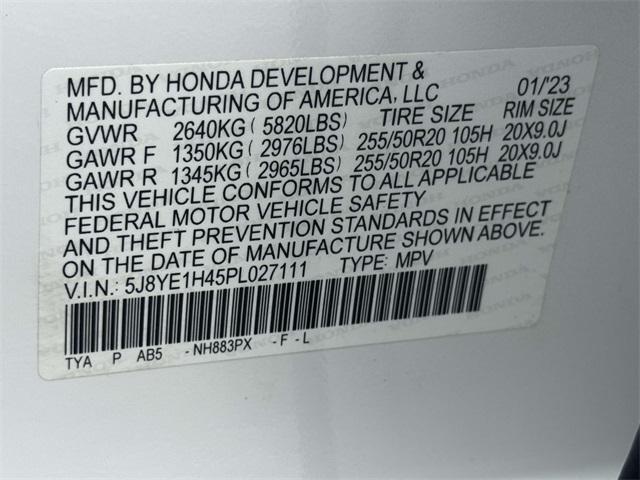 MFD. BY HONDA DEVELOPMENT &
MANUFACTURING OF AMERICA, LLC 01/'23
GVWR 2640KG ( 5820LBS) TIRE SIZE RIM SIZE
GAWR F 1350KG ( 2976LBS) 255/50R20 105H 20X9.0J
GAWR R 1345KG ( 2965LBS) 255/50R20 105H 20X9.0J
THIS VEHICLE CONFORMS TO ALL APPLICABLE
FEDERAL MOTOR VEHICLE SAFETY
AND THEFT PREVENTION STANDARDS IN EFFECT
ON THE DATE OF MANUFACTURE SHOWN ABOVE.
V.I.N.: 5J8YE1H45PL027111 TYPE: MPV
TYA P AB5 -NH883PX -F -L